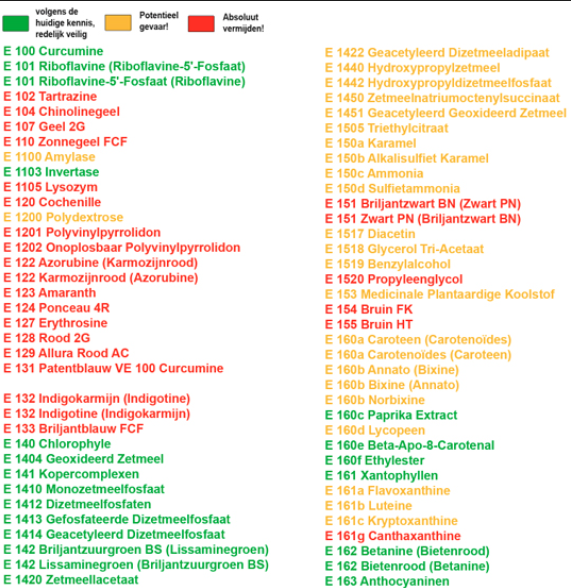 volgens de
huidige kennis,
redelijk veilig
Potentieel
gevaar!
Absoluut
vermijden!
E 100 Curcumine
E 101 Riboflavine (Riboflavine-5'-Fosfaat)
E 101 Riboflavine-5'-Fosfaat (Riboflavine)
E 102 Tartrazine
E 104 Chinolinegeel
E 107 Geel 2G
E 110 Zonnegeel FCF
E 1100 Amylase
E 1103 Invertase
E 1105 Lysozym
E 120 Cochenille
E 1200 Polydextrose
E 1201 Polyvinylpyrrolidon
E 1202 Onoplosbaar Polyvinylpyrrolidon
E 122 Azorubine (Karmozijnrood)
E 122 Karmozijnrood (Azorubine)
E 123 Amaranth
E 124 Ponceau 4R
E 127 Erythrosine
E 128 Rood 2G
E 129 Allura Rood AC
E 131 Patentblauw VE 100 Curcumine
E 132 Indigokarmijn (Indigotine)
E 132 Indigotine (Indigokarmijn)
E 133 Briljantblauw FCF
E 140 Chlorophyle
E 1404 Geoxideerd Zetmeel
E 141 Kopercomplexen
E 1410 Monozetmeelfosfaat
E 1412 Dizetmeelfosfaten
E 1413 Gefosfateerde Dizetmeelfosfaat
E 1414 Geacetyleerd Dizetmeelfosfaat
E 142 Briljantzuurgroen BS (Lissaminegroen)
E 142 Lissaminegroen (Briljantzuurgroen BS)
E 1420 Zetmeellacetaat
E 1422 Geacetyleerd Dizetmeeladipaat
E 1440 Hydroxypropylzetmeel
E 1442 Hydroxypropyldizetmeelfosfaat
E 1450 Zetmeelnatriumoctenylsuccinaat
E 1451 Geacetyleerd Geoxideerd Zetmeel
E 1505 Triethylcitraat
E 150a Karamel
E 150b Alkalisulfiet Karamel
E 150c Ammonia
E 150d Sulfietammonia
E 151 Briljantzwart BN (Zwart PN)
E 151 Zwart PN (Briljantzwart BN)
E 1517 Diacetin
E 1518 Glycerol Tri-Acetaat
E 1519 Benzylalcohol
E 1520 Propyleenglycol
E 153 Medicinale Plantaardige Koolstof
E 154 Bruin FK
E 155 Bruin HT
E 160a Caroteen (Carotenoïdes)
E 160a Carotenoïdes (Caroteen)
E 160b Annato (Bixine)
E 160b Bixine (Annato)
E 160b Norbixine
E 160c Paprika Extract
E 160d Lycopeen
E 160e Beta-Apo-8-Carotenal
E 160f Ethylester
E 161 Xantophyllen
E 161a Flavoxanthine
E 161b Luteine
E 161c Kryptoxanthine
E 161g Canthaxanthine
E 162 Betanine (Bietenrood)
E 162 Bietenrood (Betanine)
E 163 Anthocyaninen